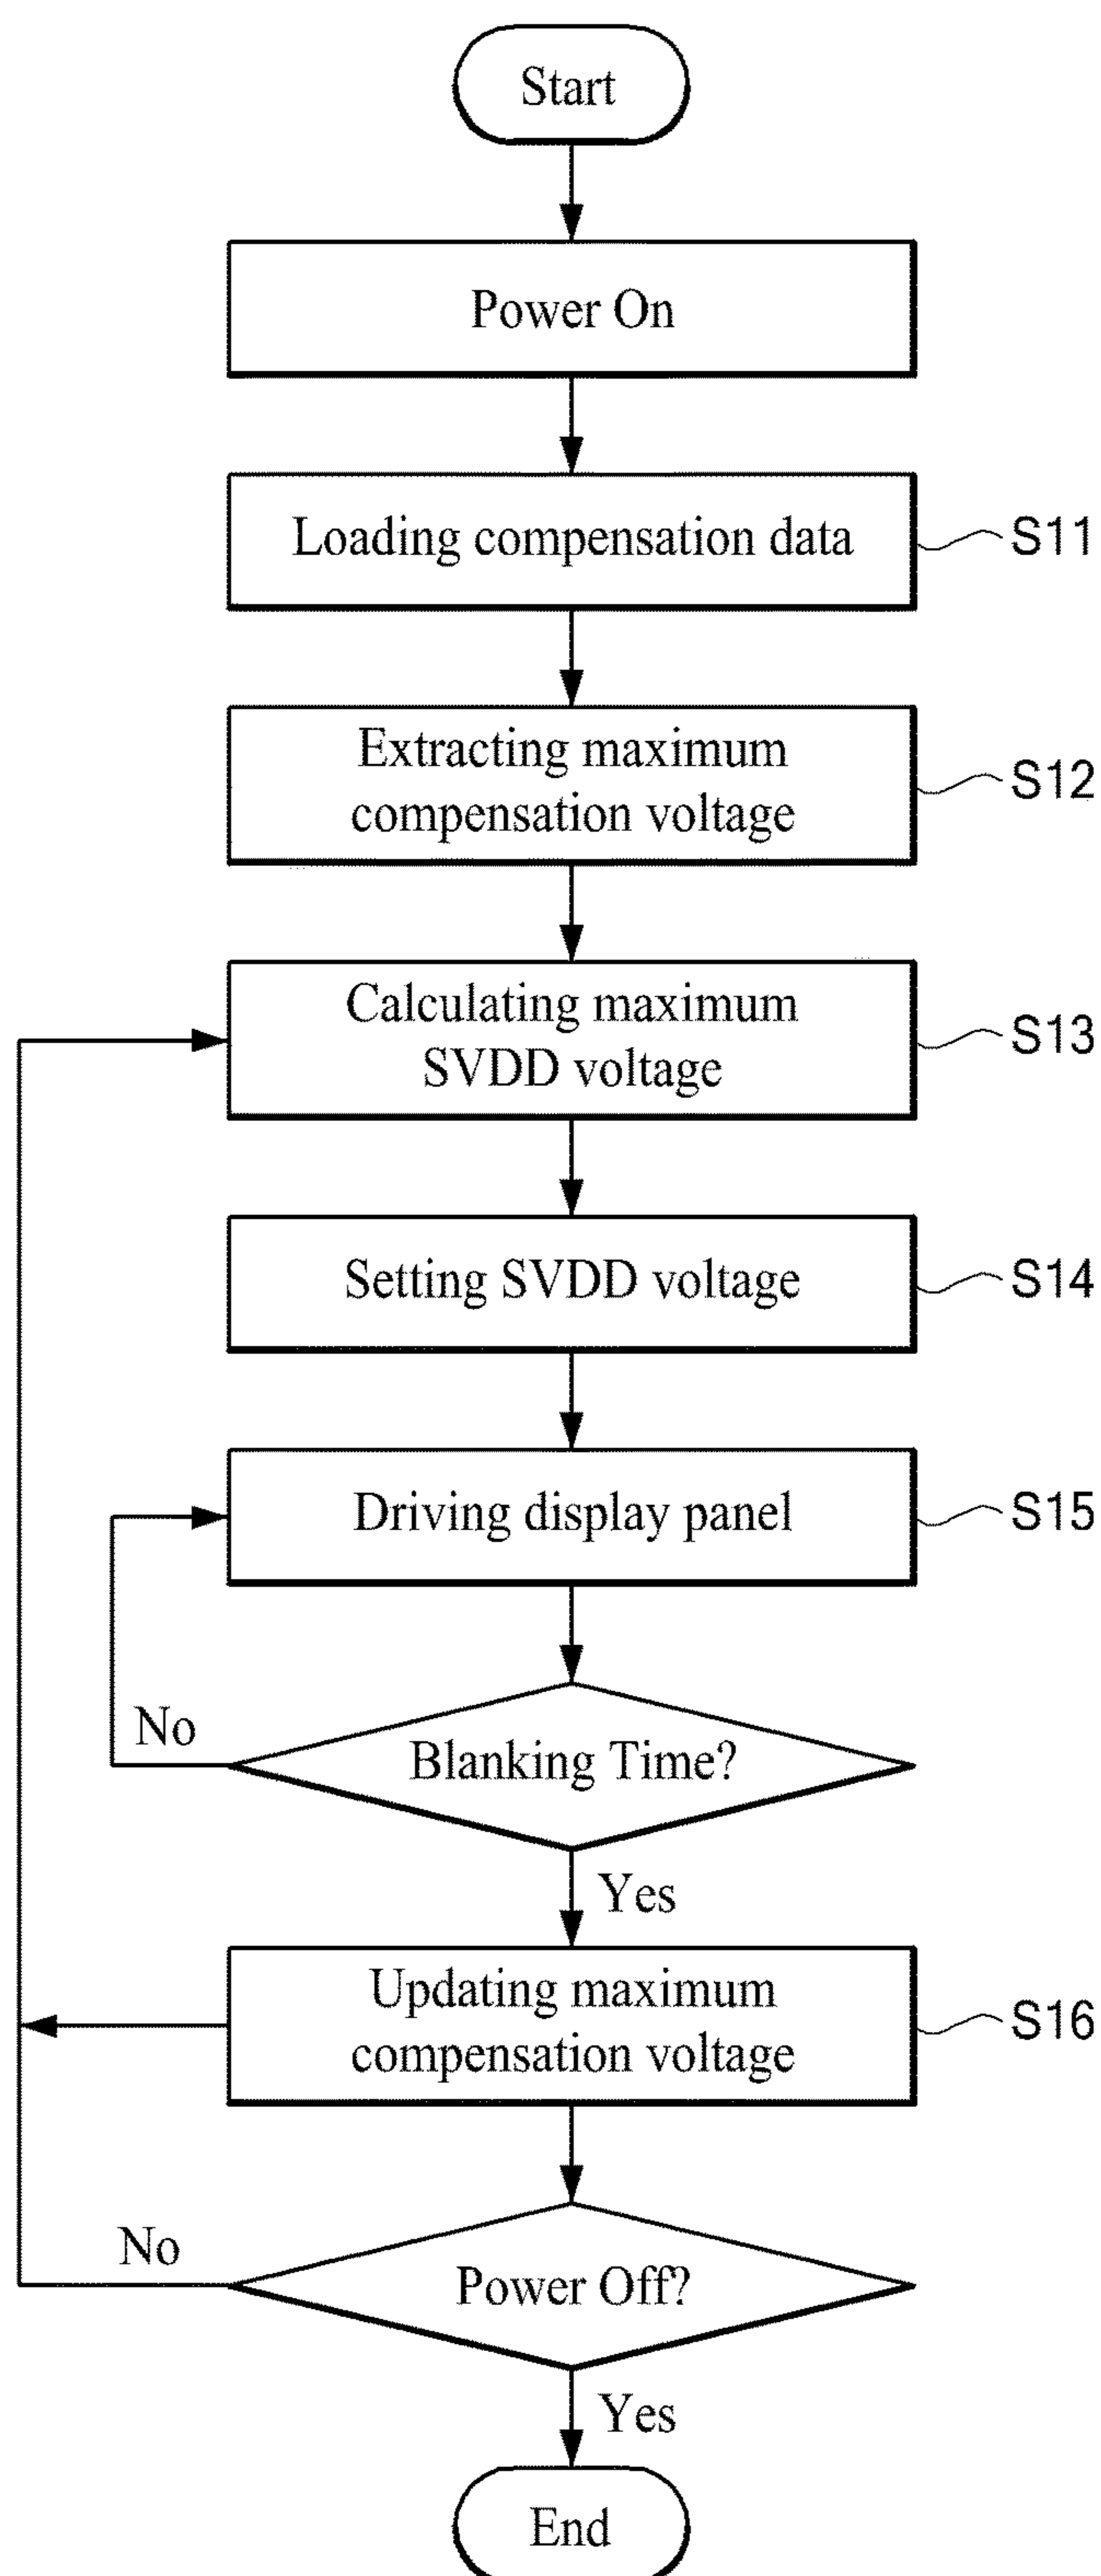 Start
Power On
Loading compensation data
S11
Extracting maximum
compensation voltage
S12
Calculating maximum
SVDD voltage
S13
Setting SVDD voltage
S14
Driving display panel
S15
No
Blanking Time?
Yes
Updating maximum
compensation voltage
S16
No
Power Off?
Yes
End